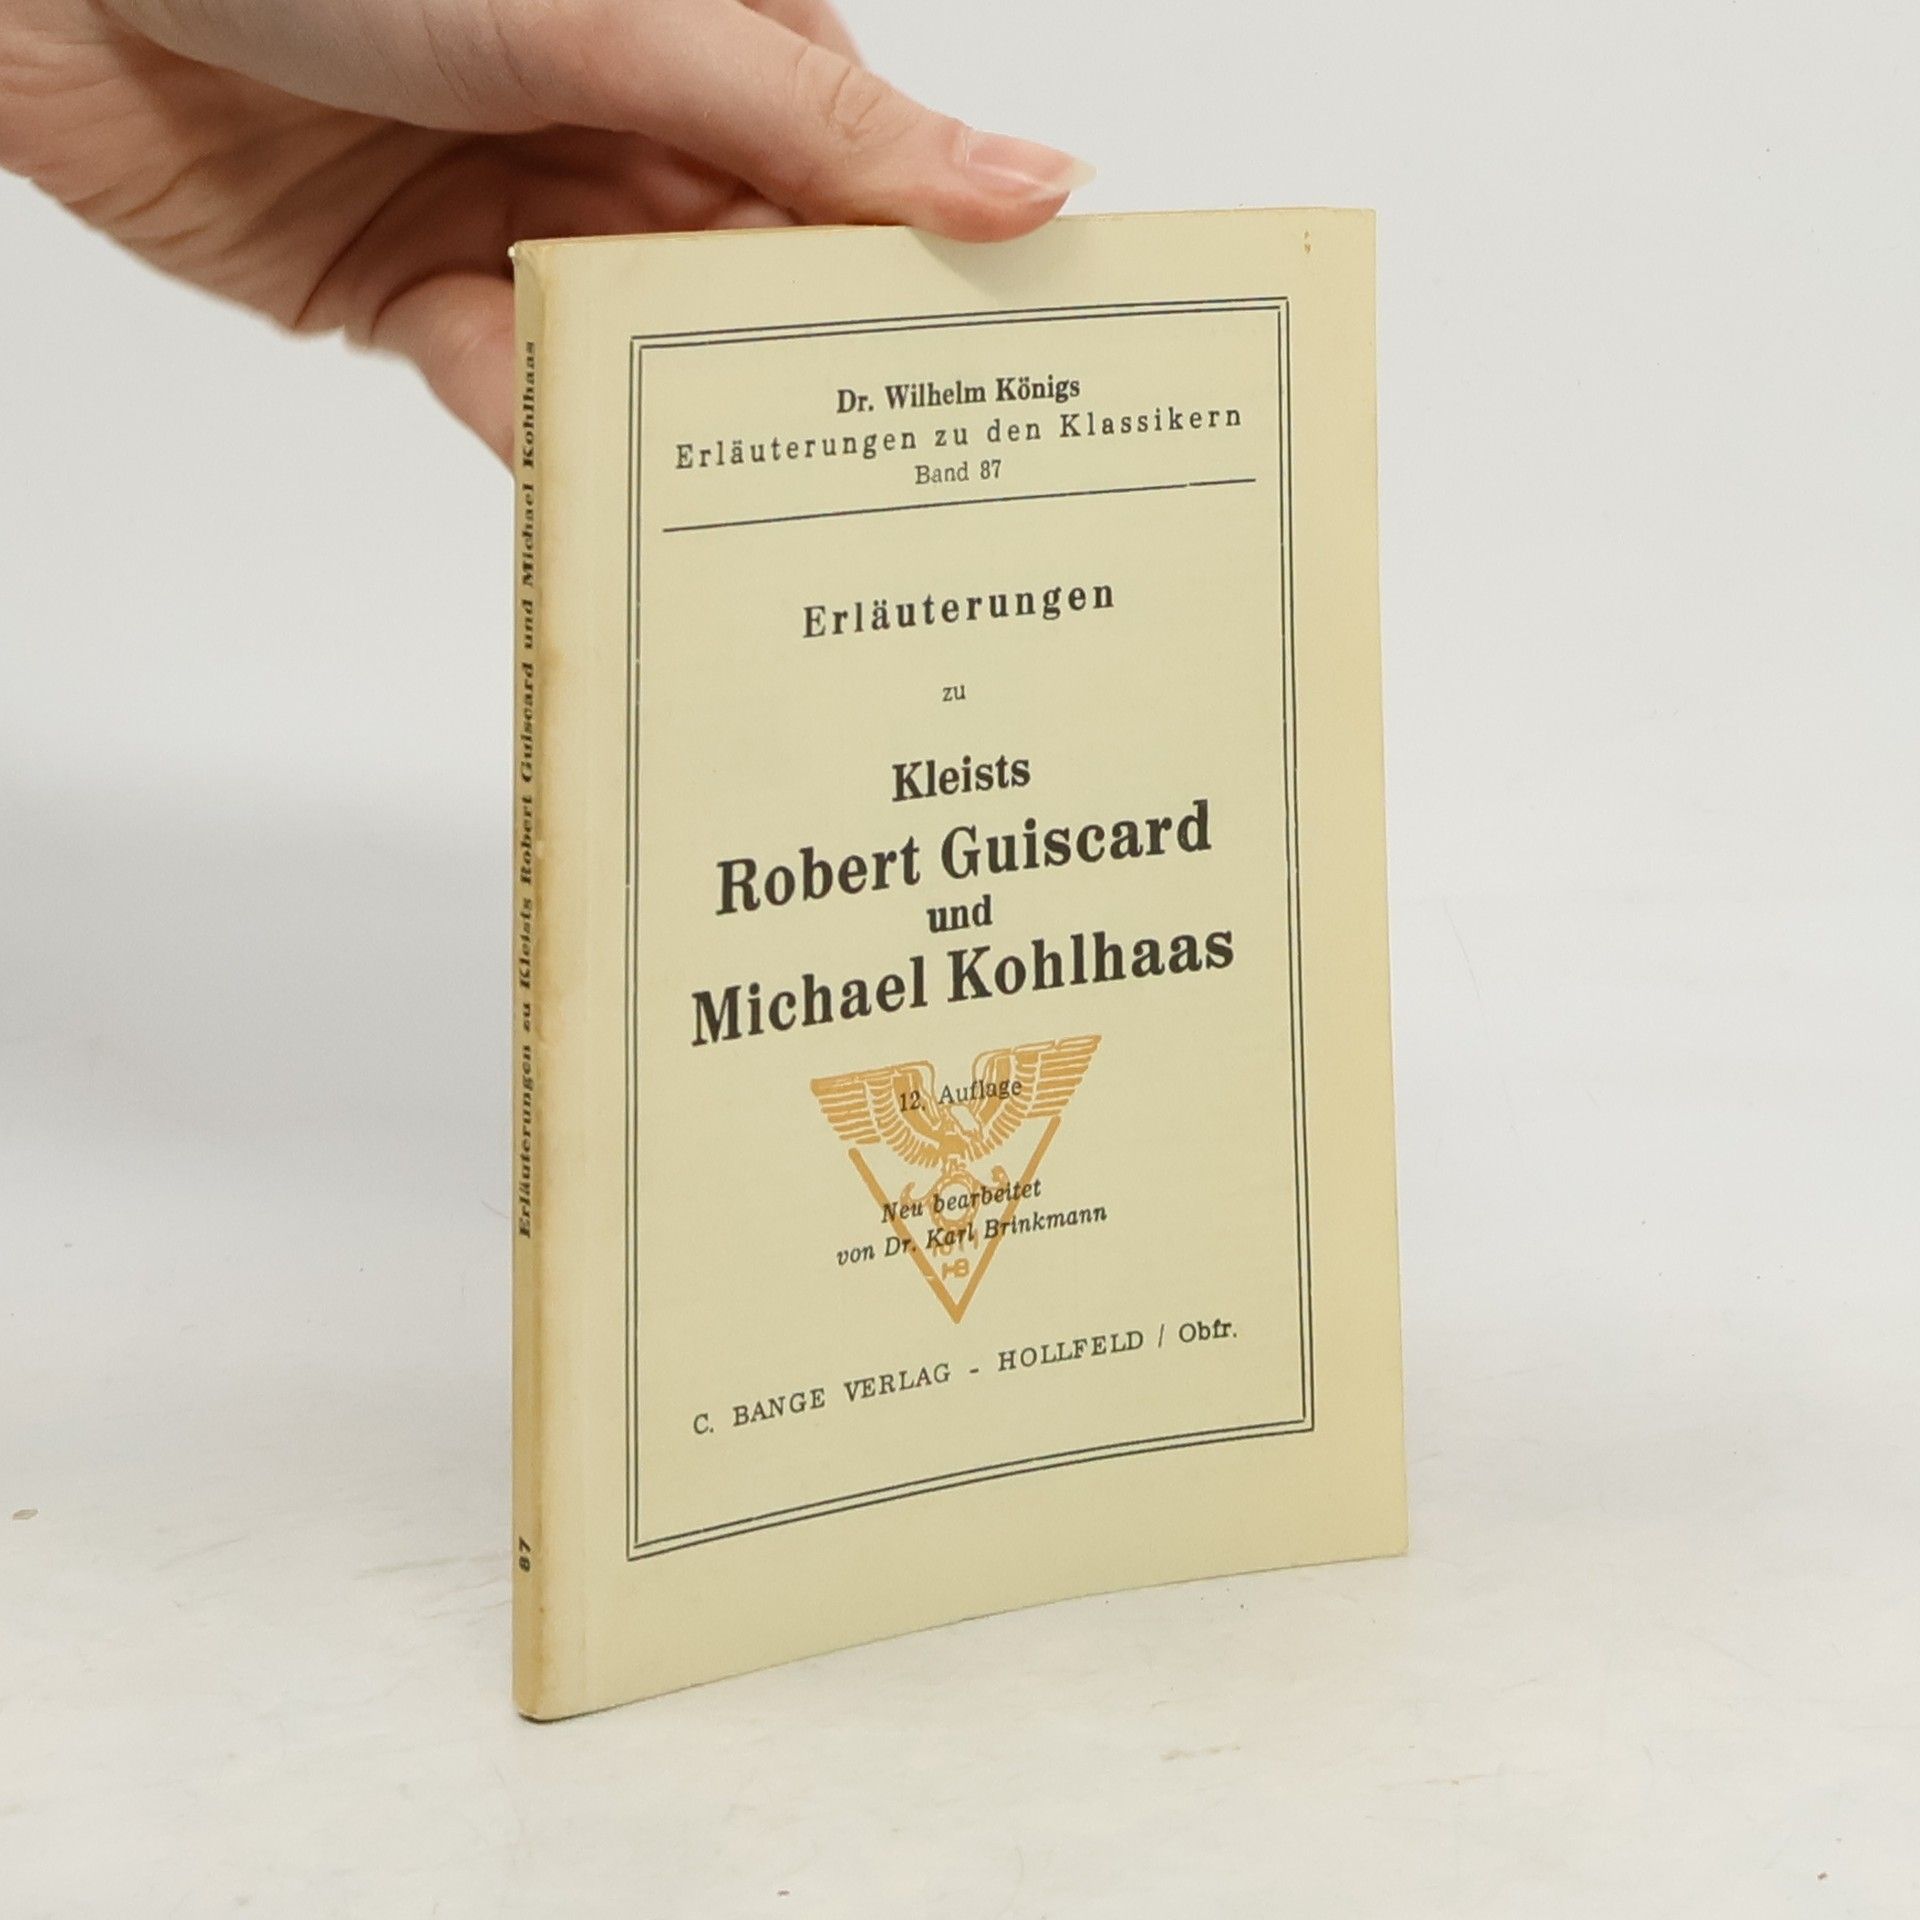 Dr. Wilhelm Königs
Erläuterungen zu den Klassikern
Band 87
Erläuterungen
zu
Kleists
Robert Guiscard
und
Michael Kohlhaas
12. Auflage
Neu bearbeitet
von Dr. Karl Brinkmann
HB
C. BANGE VERLAG - HOLLFELD / Obfr.
Erläuterungen zu Kleists Robert Guiscard und Michael Kohlhaas
87